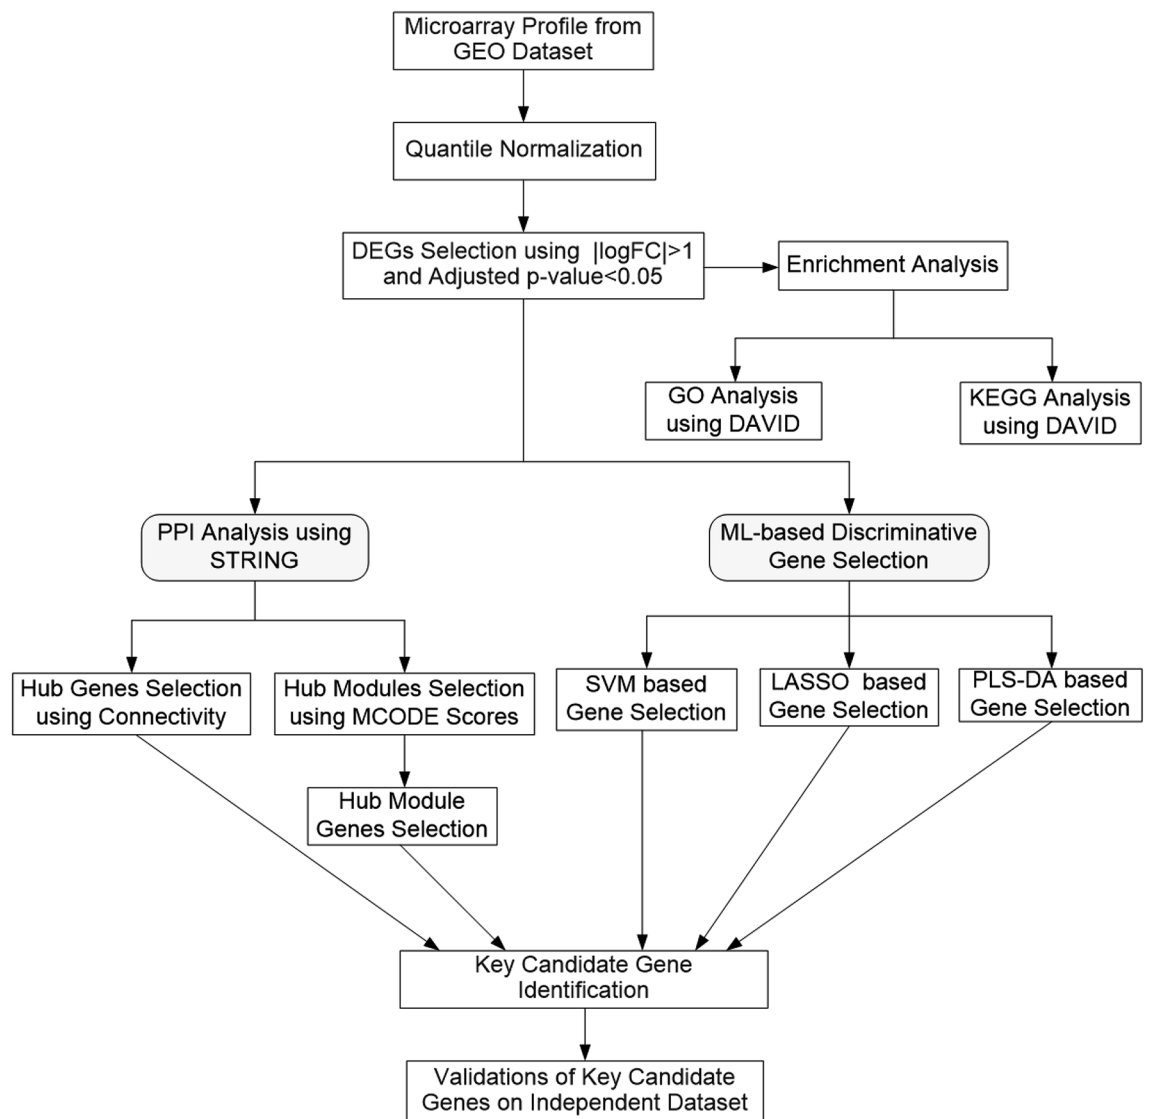 Microarray Profile from
GEO Dataset
Quantile Normalization
DEGs Selection using |logFC|>1
and Adjusted p-value<0.05
Enrichment Analysis
GO Analysis
using DAVID
KEGG Analysis
using DAVID
PPI Analysis using
STRING
ML-based Discriminative
Gene Selection
Hub Genes Selection
using Connectivity
Hub Modules Selection
using MCODE Scores
SVM based
Gene Selection
LASSO based
Gene Selection
PLS-DA based
Gene Selection
Hub Module
Genes Selection
Key Candidate Gene
Identification
Validations of Key Candidate
Genes on Independent Dataset